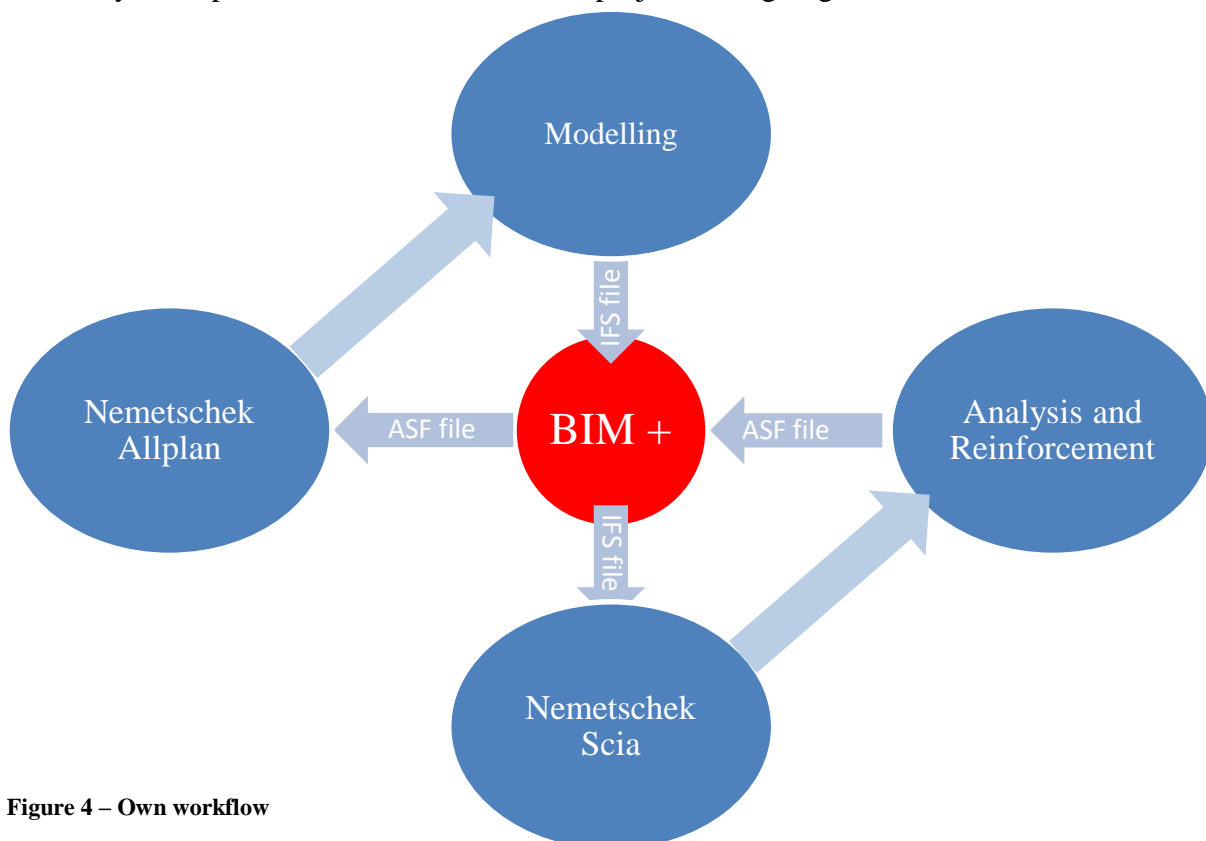 Modelling
IFS file
Nemetschek
Allplan
ASF file
BIM +
ASF file
Analysis and
Reinforcement
IFS file
Nemetschek
Scia
Figure 4 – Own workflow